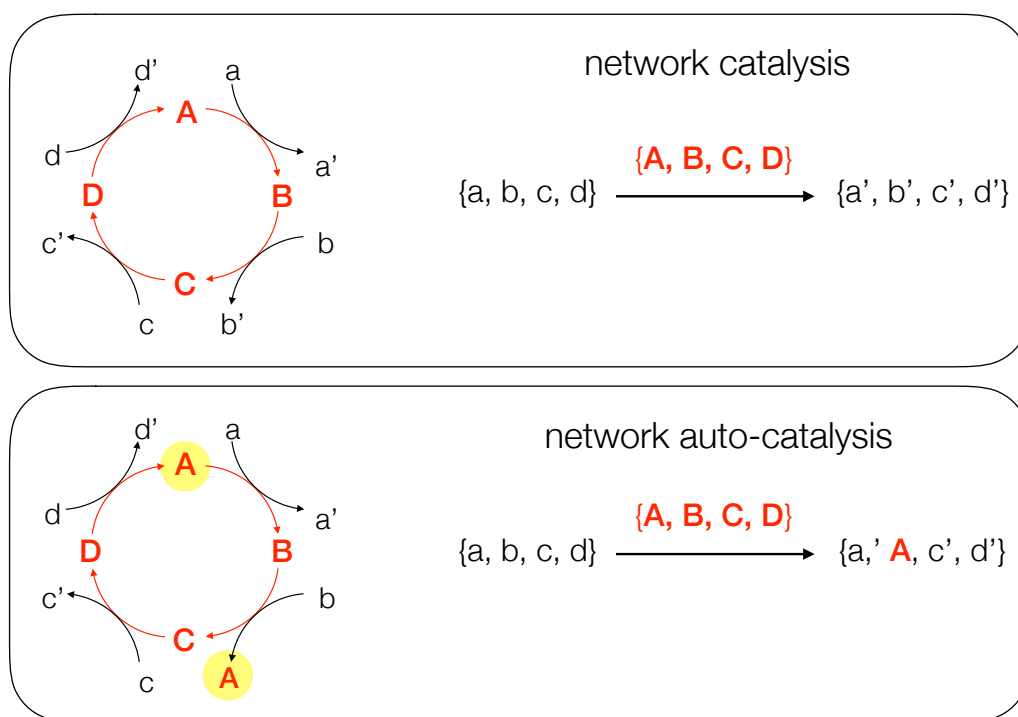 network catalysis
d’ a
A
d a’
D B
c’ b
C
c b’
{A, B, C, D}
{a, b, c, d} {a’, b’, c’, d’}
network auto-catalysis
d’ a
A
d a’
D B
c’ b
C
c A
{A, B, C, D}
{a, b, c, d} {a,’ A, c’, d’}